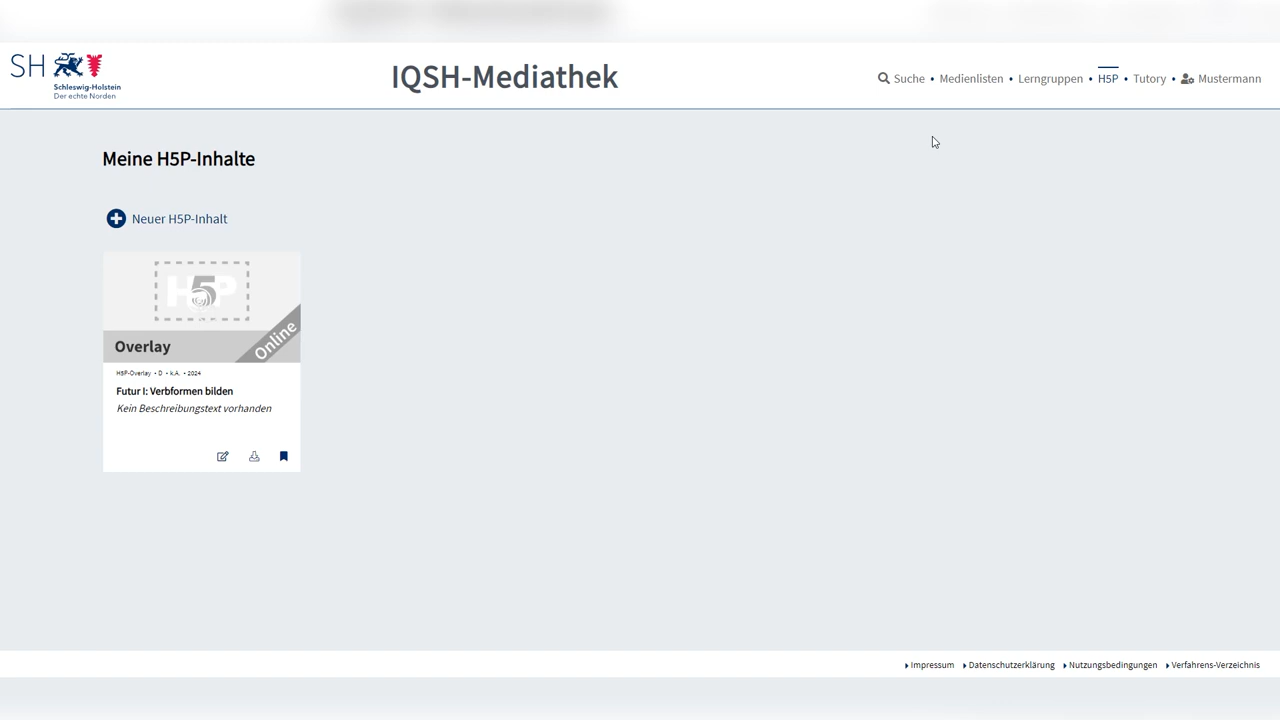 SH
Schleswig-Holstein
Der echte Norden
IQSH-Mediathek
Suche • Medienlisten • Lerngruppen • H5P • Tutory • Mustermann
Meine H5P-Inhalte
Neuer H5P-Inhalt
H5P
Overlay
Online
H5P-Overlay • D • k.A. • 2024
Futur I: Verbformen bilden
Kein Beschreibungstext vorhanden
Impressum Datenschutzerklärung Nutzungsbedingungen Verfahrens-Verzeichnis